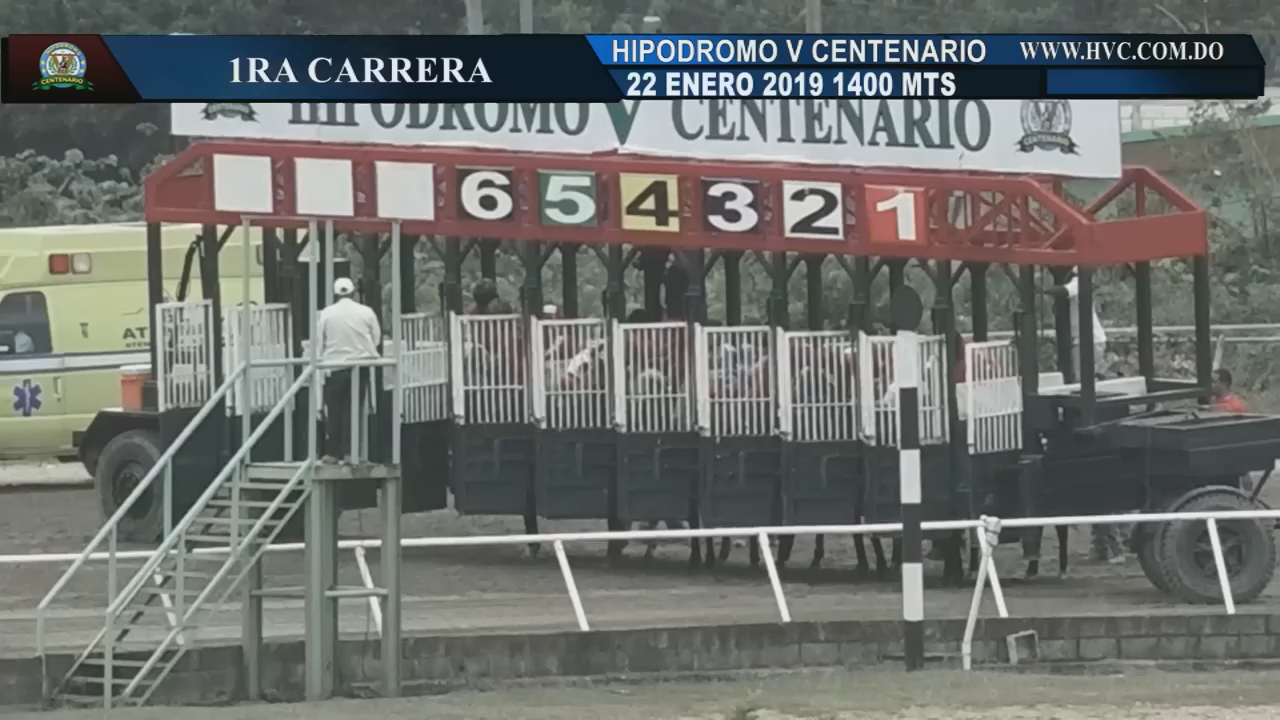 1RA CARRERA
HIPODROMO V CENTENARIO
WWW.HVC.COM.DO
22 ENERO 2019 1400 MTS
CENTENARIO
HIPODROMO V CENTENARIO
6 5 4 3 2 1